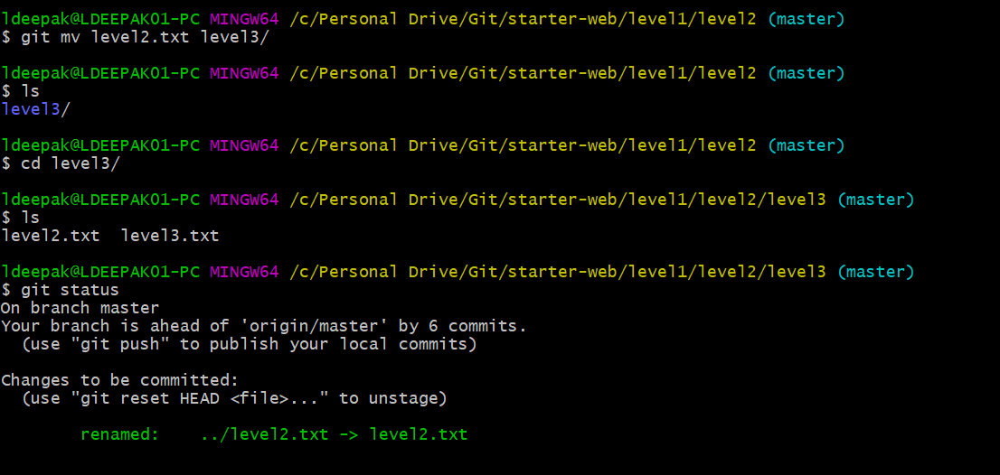 ldeepak@LDEEPAK01-PC MINGW64 /c/Personal Drive/Git/starter-web/level1/level2 (master)
$ git mv level2.txt level3/
ldeepak@LDEEPAK01-PC MINGW64 /c/Personal Drive/Git/starter-web/level1/level2 (master)
$ ls
level3/
ldeepak@LDEEPAK01-PC MINGW64 /c/Personal Drive/Git/starter-web/level1/level2 (master)
$ cd level3/
ldeepak@LDEEPAK01-PC MINGW64 /c/Personal Drive/Git/starter-web/level1/level2/level3 (master)
$ ls
level2.txt  level3.txt
ldeepak@LDEEPAK01-PC MINGW64 /c/Personal Drive/Git/starter-web/level1/level2/level3 (master)
$ git status
On branch master
Your branch is ahead of 'origin/master' by 6 commits.
  (use "git push" to publish your local commits)
Changes to be committed:
  (use "git reset HEAD <file>..." to unstage)
        renamed:    ../level2.txt -> level2.txt